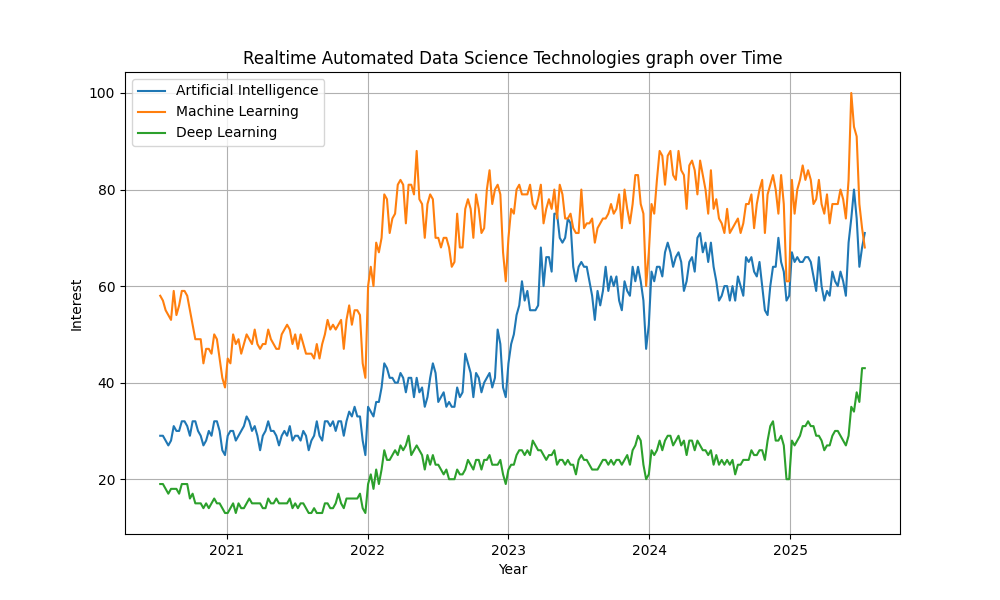 Realtime Automated Data Science Technologies graph over Time
Artificial Intelligence
Machine Learning
Deep Learning
100
80
60
40
20
Interest
2021 2022 2023 2024 2025
Year